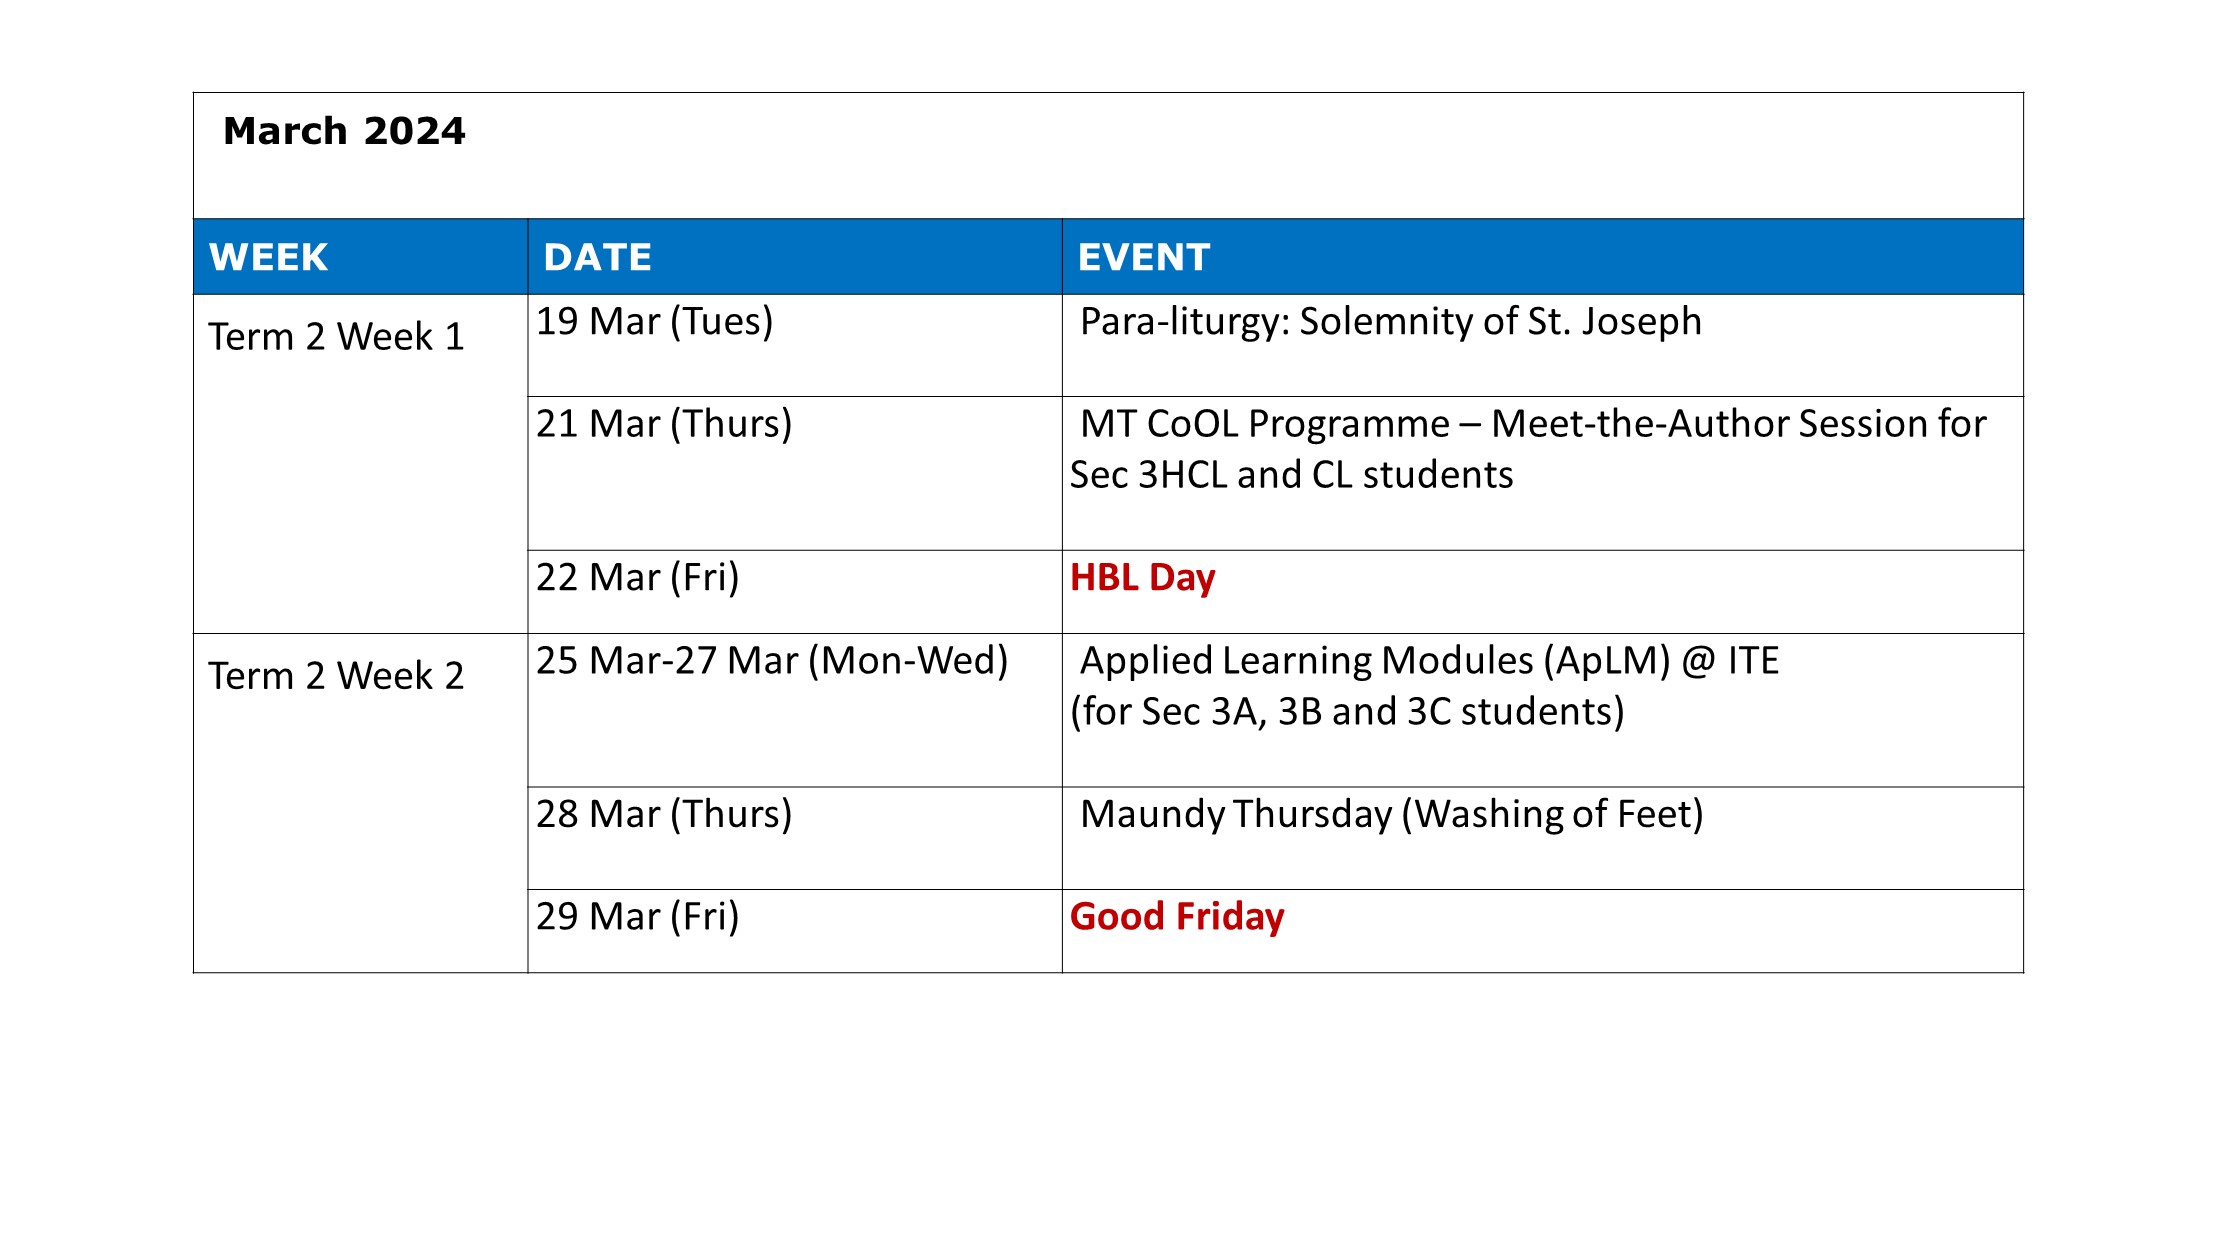 March 2024
WEEK DATE EVENT
Term 2 Week 1 19 Mar (Tues) Para-liturgy: Solemnity of St. Joseph
21 Mar (Thurs) MT CoOL Programme – Meet-the-Author Session for
Sec 3HCL and CL students
22 Mar (Fri) HBL Day
Term 2 Week 2 25 Mar-27 Mar (Mon-Wed) Applied Learning Modules (ApLM) @ ITE
(for Sec 3A, 3B and 3C students)
28 Mar (Thurs) Maundy Thursday (Washing of Feet)
29 Mar (Fri) Good Friday